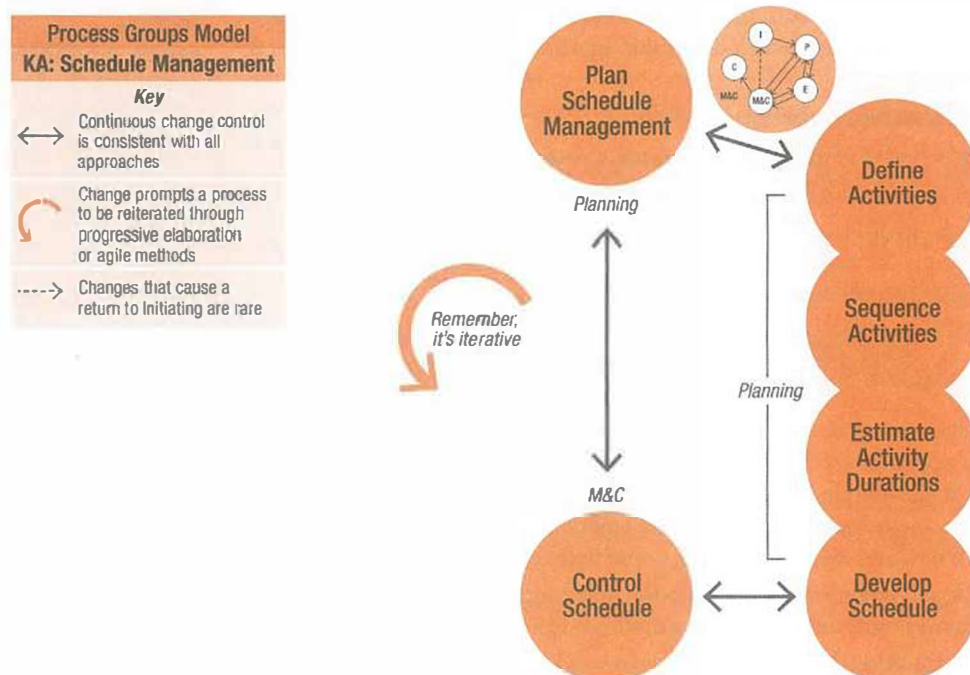 Process Groups Model
KA: Schedule Management
Key
Continuous change control
is consistent with all
approaches
Change prompts a process
to be reiterated through
progressive elaboration
or agile methods
Changes that cause a
return to Initiating are rare
Plan
Schedule
Management
Planning
I
P
C
E
M&C
M&C
Define
Activities
Sequence
Activities
Planning
Estimate
Activity
Durations
Remember,
it's iterative
M&C
Control
Schedule
Develop
Schedule